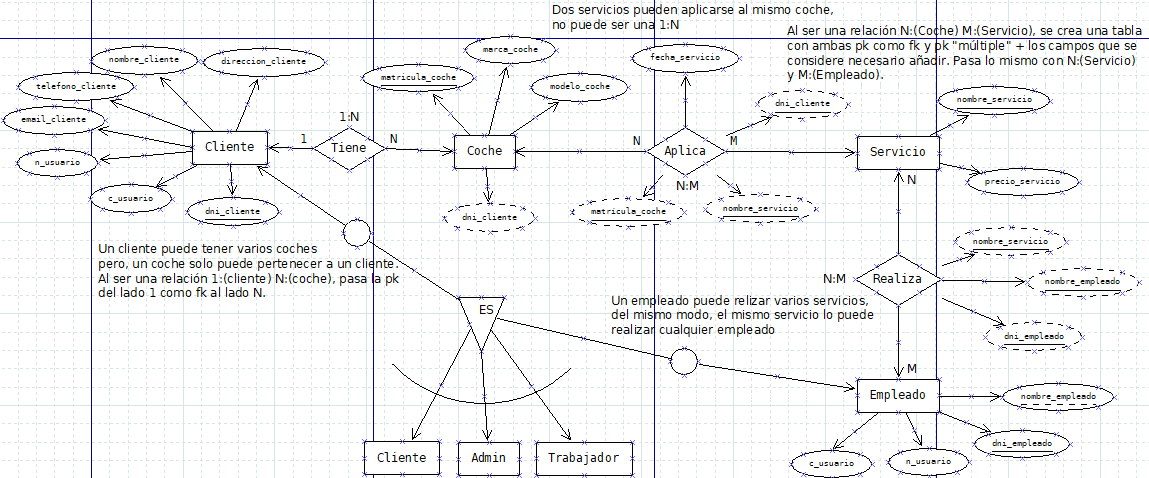 Dos servicios pueden aplicarse al mismo coche,
no puede ser una 1:N
Al ser una relación N:(Coche) M:(Servicio), se crea una tabla
con ambas pk como fk y pk "múltiple" + los campos que se
considere necesario añadir. Pasa lo mismo con N:(Servicio)
y M:(Empleado).
nombre_cliente
direccion_cliente
telefono_cliente
email_cliente
n_usuario
c_usuario
dni_cliente
Cliente
1
1:N
Tiene
N
matricula_coche
marca_coche
modelo_coche
Coche
dni_cliente
fecha_servicio
dni_cliente
N
Aplica
M
N:M
matricula_coche
nombre_servicio
nombre_servicio
Servicio
precio_servicio
N
Un cliente puede tener varios coches
pero, un coche solo puede pertenecer a un cliente.
Al ser una relación 1:(cliente) N:(coche), pasa la pk
del lado 1 como fk al lado N.
nombre_servicio
N:M
Realiza
nombre_empleado
dni_empleado
Un empleado puede relizar varios servicios,
del mismo modo, el mismo servicio lo puede
realizar cualquier empleado
ES
M
Empleado
nombre_empleado
dni_empleado
c_usuario
n_usuario
Cliente
Admin
Trabajador